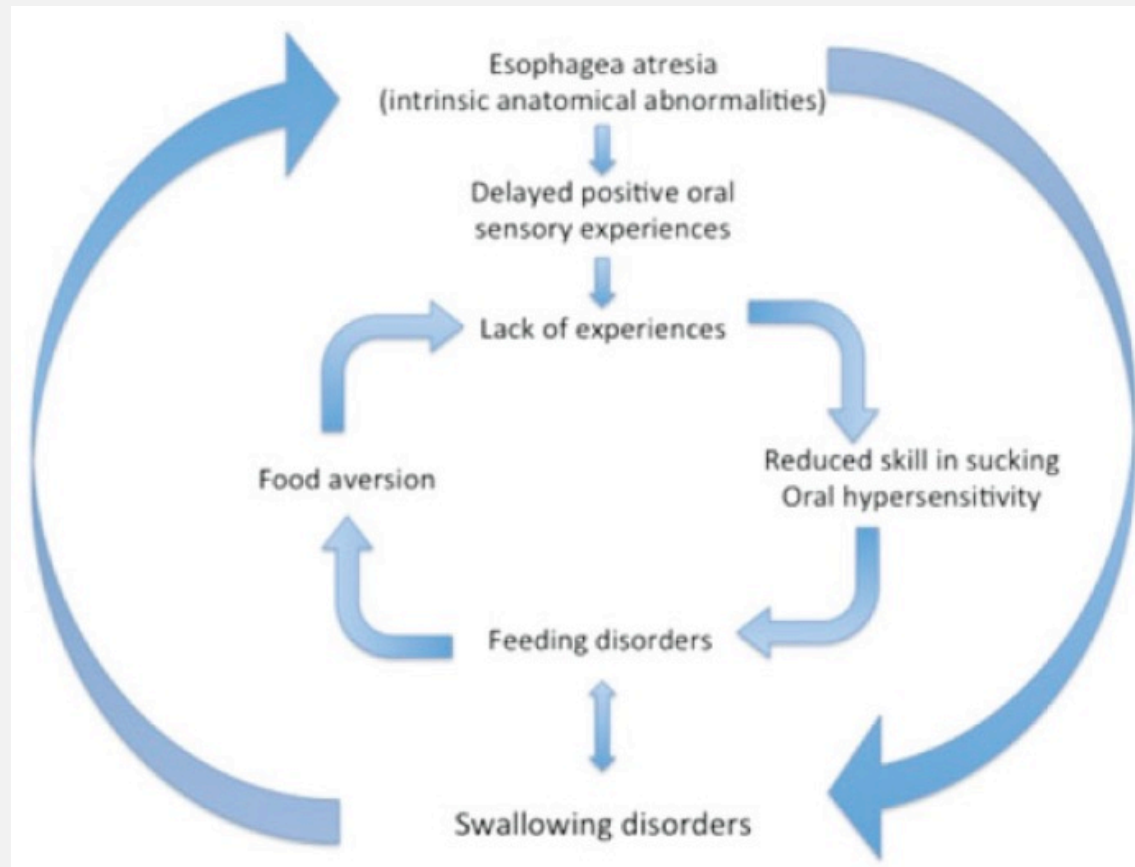 Esophagea atresia
(intrinsic anatomical abnormalities)
Delayed positive oral
sensory experiences
Lack of experiences
Reduced skill in sucking
Oral hypersensitivity
Food aversion
Feeding disorders
Swallowing disorders